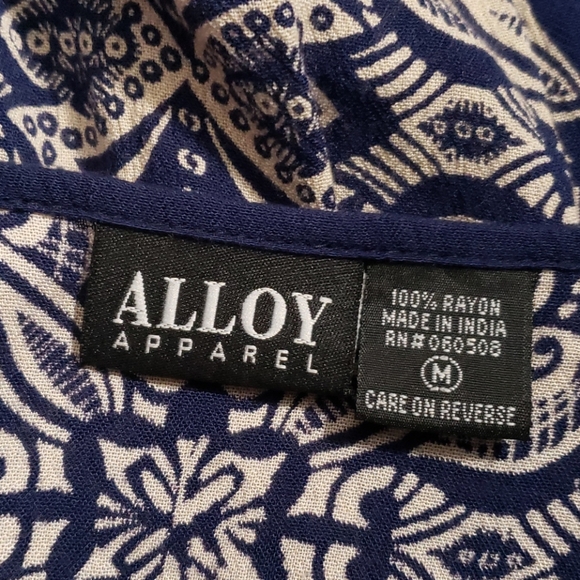 ALLOY
APPAREL
100% RAYON
MADE IN INDIA
RN# 060508
M
CARE ON REVERSE